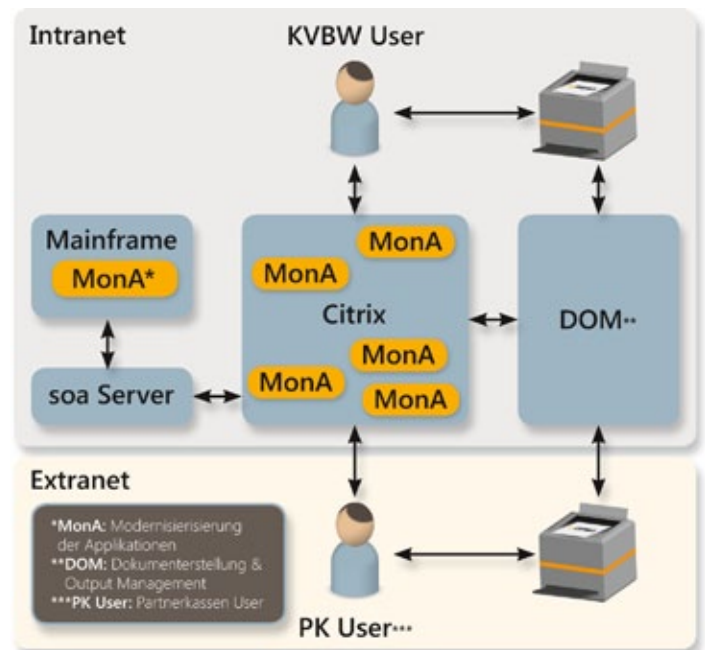 Intranet
KVBW User
Mainframe
MonA*
MonA
MonA
Citrix
MonA
MonA
MonA
DOM**
soa Server
Extranet
*MonA: Modernisierisierung
der Applikationen
**DOM: Dokumenterstellung &
Output Management
***PK User: Partnerkassen User
PK User***